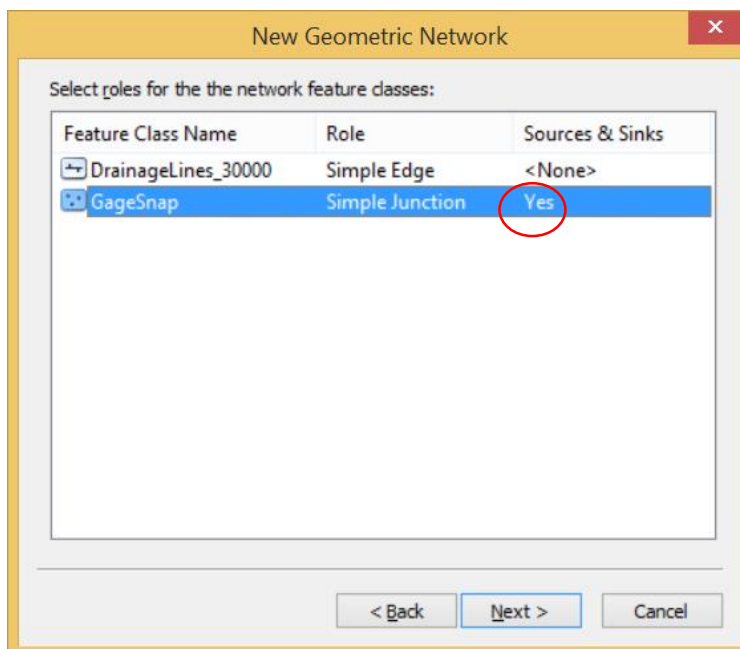 New Geometric Network
Select roles for the the network feature classes:
Feature Class Name Role Sources & Sinks
DrainageLines_30000 Simple Edge <None>
GageSnap Simple Junction Yes
< Back Next > Cancel